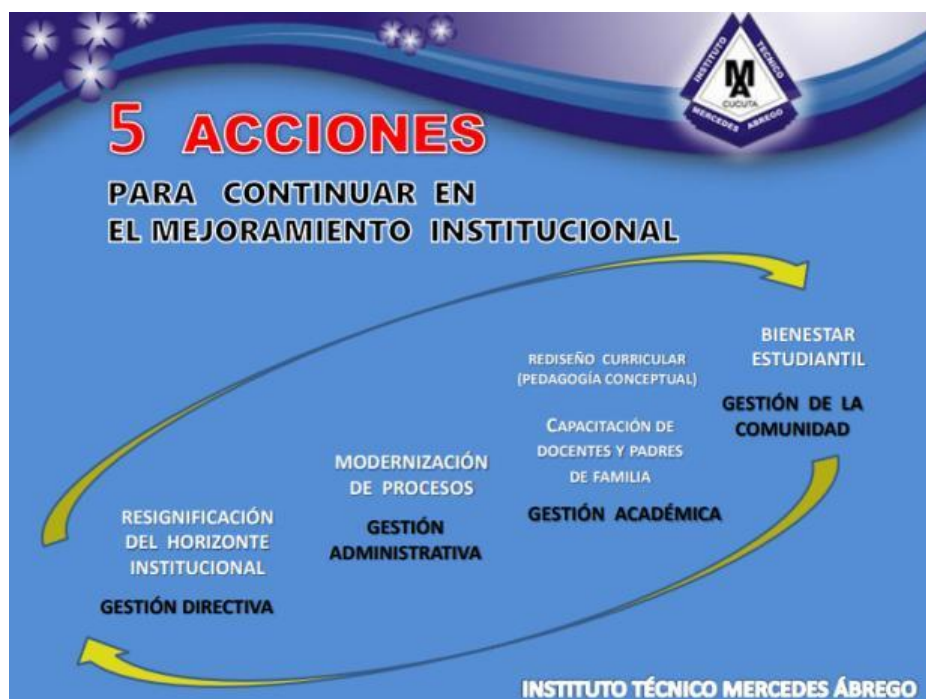 INSTITUTO
TÉCNICO
MA
CUCUTA
MERCEDES ABREGO
5 ACCIONES
PARA CONTINUAR EN
EL MEJORAMIENTO INSTITUCIONAL
BIENESTAR
ESTUDIANTIL
GESTIÓN DE LA
COMUNIDAD
REDISEÑO CURRICULAR
(PEDAGOGÍA CONCEPTUAL)
CAPACITACIÓN DE
DOCENTES Y PADRES
DE FAMILIA
GESTIÓN ACADÉMICA
MODERNIZACIÓN
DE PROCESOS
GESTIÓN
ADMINISTRATIVA
RESIGNIFICACIÓN
DEL HORIZONTE
INSTITUCIONAL
GESTIÓN DIRECTIVA
INSTITUTO TÉCNICO MERCEDES ÁBREGO